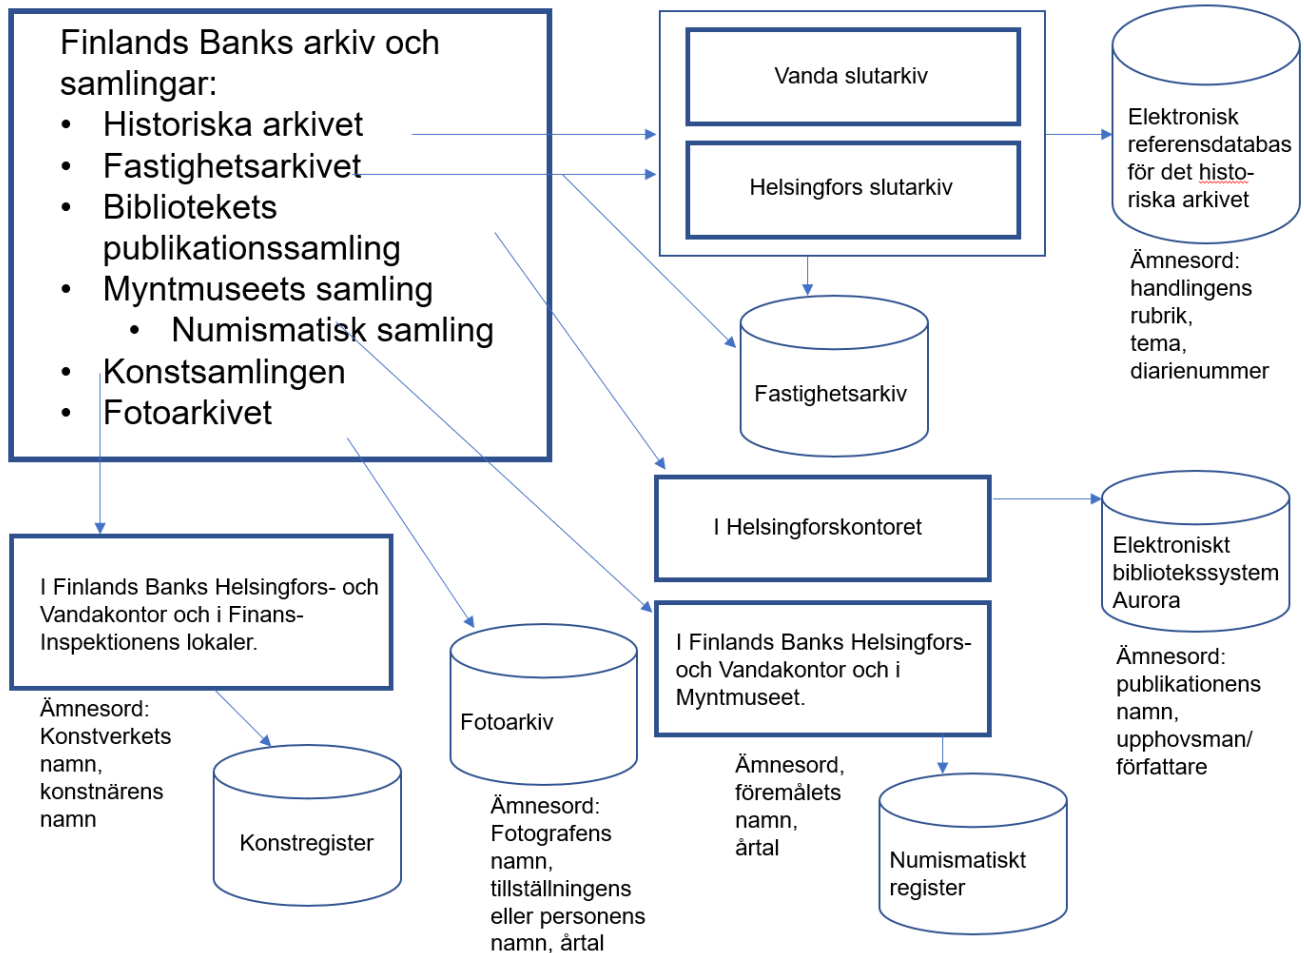 Finlands Banks arkiv och
samlingar:
• Historiska arkivet
• Fastighetsarkivet
• Bibliotekets
publikationssamling
• Myntmuseets samling
• Numismatisk samling
• Konstsamlingen
• Fotoarkivet
Vanda slutarkiv
Helsingfors slutarkiv
Elektronisk
referensdatabas
för det histo-
riska arkivet
Ämnesord:
handlingens
rubrik,
tema,
diarienummer
Fastighetsarkiv
I Helsingforskontoret
Elektroniskt
bibliotekssystem
Aurora
Ämnesord:
publikationens
namn,
upphovsman/
författare
I Finlands Banks Helsingfors- och
Vandakontor och i Finans-
Inspektionens lokaler.
Ämnesord:
Konstverkets
namn,
konstnärens
namn
Konstregister
Fotoarkiv
Ämnesord:
Fotografens
namn,
tillställningens
eller personens
namn, årtal
I Finlands Banks Helsingfors-
och Vandakontor och i
Myntmuseet.
Ämnesord,
föremålets
namn,
årtal
Numismatiskt
register